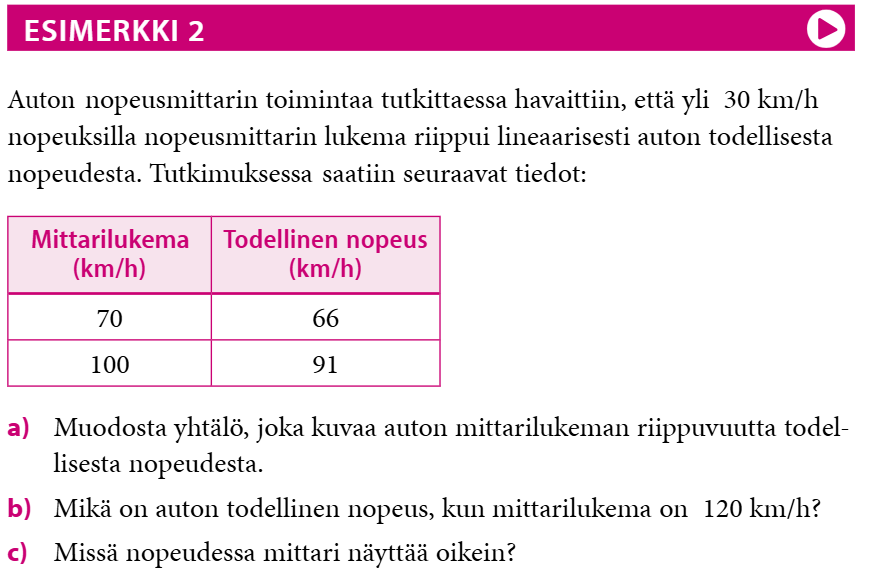 ESIMERKKI 2
Auton nopeusmittarin toimintaa tutkittaessa havaittiin, että yli 30 km/h
nopeuksilla nopeusmittarin lukema riippui lineaarisesti auton todellisesta
nopeudesta. Tutkimuksessa saatiin seuraavat tiedot:
Mittarilukema (km/h) Todellinen nopeus (km/h)
70 66
100 91
a) Muodosta yhtälö, joka kuvaa auton mittarilukeman riippuvuutta todel-
lisesta nopeudesta.
b) Mikä on auton todellinen nopeus, kun mittarilukema on 120 km/h?
c) Missä nopeudessa mittari näyttää oikein?